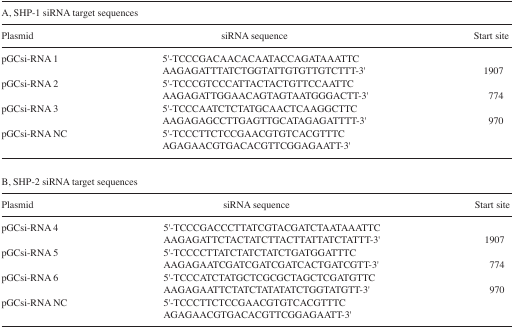 A, SHP-1 siRNA target sequences
Plasmid siRNA sequence Start site
pGCsi-RNA 1 5'-TCCCGACAACACAATACCAGATAAATTC
AAGAGATTTATCTGGTATTGTGTTGTCTTT-3' 1907
pGCsi-RNA 2 5'-TCCCGTCCCATTACTACTGTTCCAATTC
AAGAGATTGGAACAGTAGTAATGGGACTT-3' 774
pGCsi-RNA 3 5'-TCCCAATCTCTATGCAACTCAAGGCTTC
AAGAGAGCCTTGAGTTGCATAGAGATTTT-3' 970
pGCsi-RNA NC 5'-TCCCTTCTCCGAACGTGTCACGTTTC
AGAGAACGTGACACGTTCGGAGAATT-3'
B, SHP-2 siRNA target sequences
Plasmid siRNA sequence Start site
pGCsi-RNA 4 5'-TCCCGACCCTTATCGTACGATCTAATAAATTC
AAGAGATTCTACTATCTTACTTATTATCTATTT-3' 1907
pGCsi-RNA 5 5'-TCCCCTTATCTATCTATCTGATGGATTTC
AAGAGAATCGATCGATCGATCACTGATCGTT-3' 774
pGCsi-RNA 6 5'-TCCCATCTATGCTCGCGCTAGCTCGATGTTC
AAGAGAATTCTATCTATATATCTGGTATGTT-3' 970
pGCsi-RNA NC 5'-TCCCTTCTCCGAACGTGTCACGTTTC
AGAGAACGTGACACGTTCGGAGAATT-3'